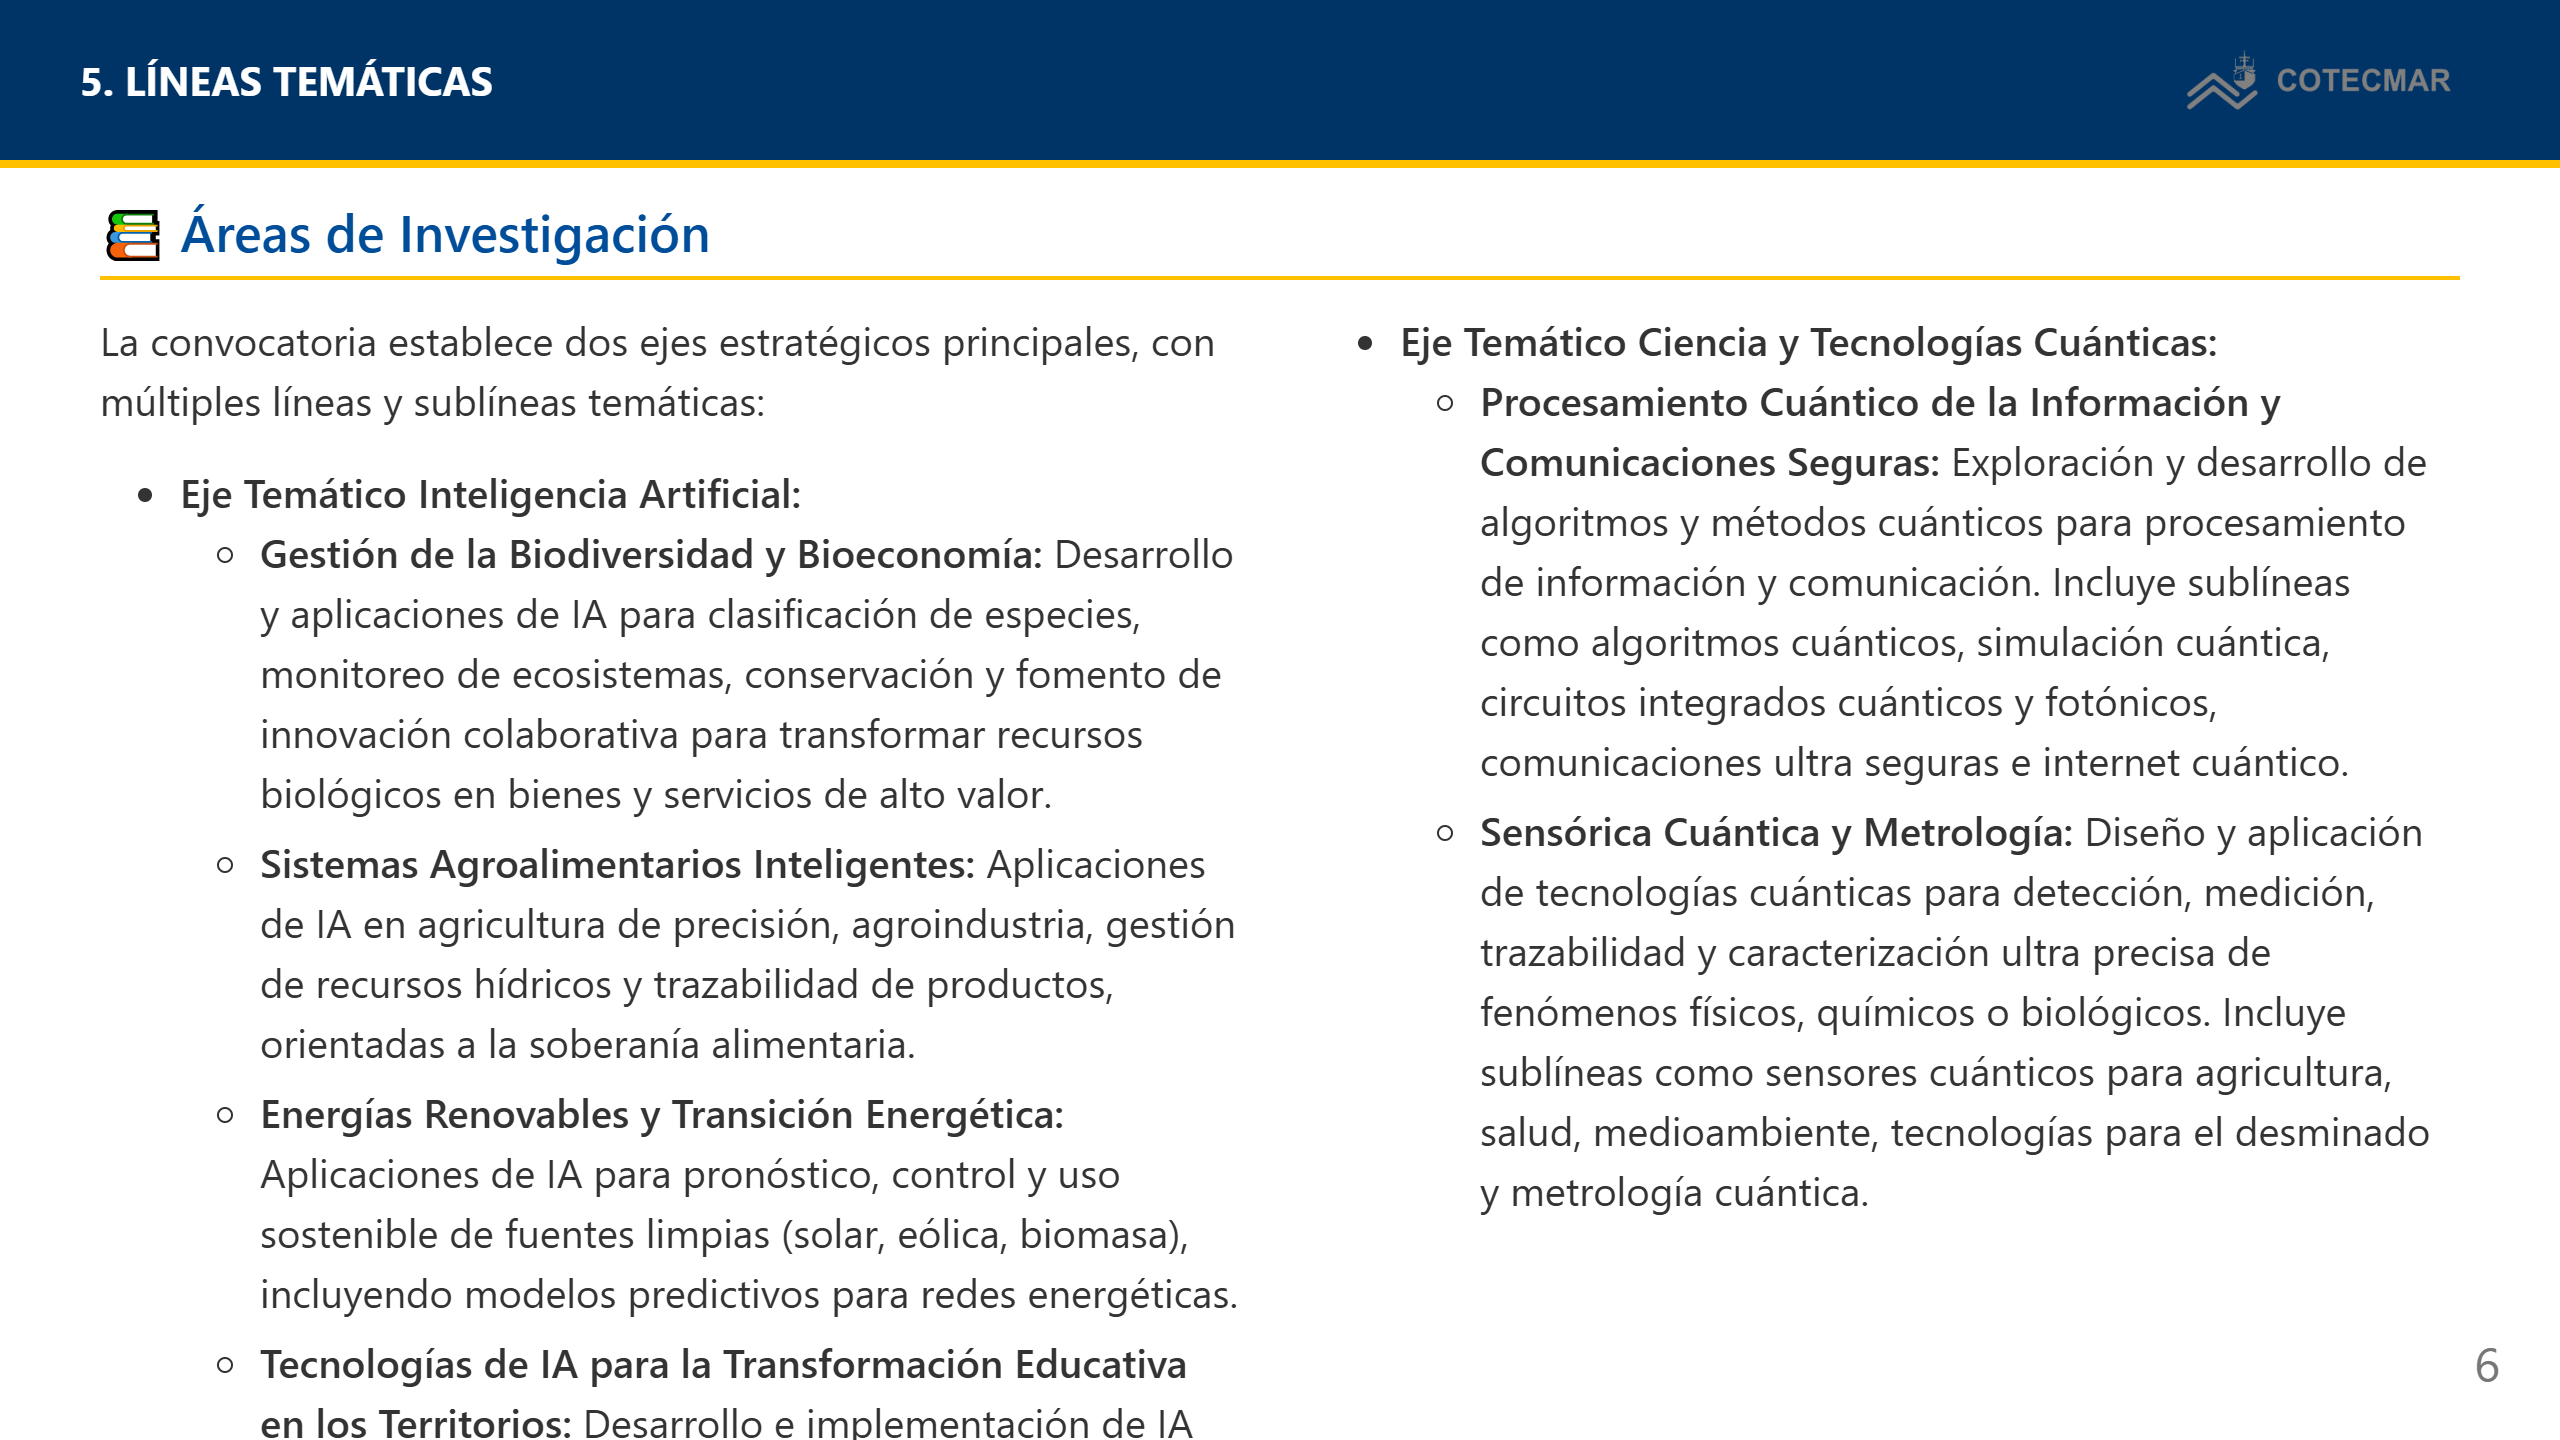 5. LÍNEAS TEMÁTICAS
COTECMAR
Áreas de Investigación
La convocatoria establece dos ejes estratégicos principales, con
múltiples líneas y sublíneas temáticas:
Eje Temático Inteligencia Artificial:
Gestión de la Biodiversidad y Bioeconomía: Desarrollo
y aplicaciones de IA para clasificación de especies,
monitoreo de ecosistemas, conservación y fomento de
innovación colaborativa para transformar recursos
biológicos en bienes y servicios de alto valor.
Sistemas Agroalimentarios Inteligentes: Aplicaciones
de IA en agricultura de precisión, agroindustria, gestión
de recursos hídricos y trazabilidad de productos,
orientadas a la soberanía alimentaria.
Energías Renovables y Transición Energética:
Aplicaciones de IA para pronóstico, control y uso
sostenible de fuentes limpias (solar, eólica, biomasa),
incluyendo modelos predictivos para redes energéticas.
Tecnologías de IA para la Transformación Educativa
en los Territorios: Desarrollo e implementación de IA
Eje Temático Ciencia y Tecnologías Cuánticas:
Procesamiento Cuántico de la Información y
Comunicaciones Seguras: Exploración y desarrollo de
algoritmos y métodos cuánticos para procesamiento
de información y comunicación. Incluye sublíneas
como algoritmos cuánticos, simulación cuántica,
circuitos integrados cuánticos y fotónicos,
comunicaciones ultra seguras e internet cuántico.
Sensórica Cuántica y Metrología: Diseño y aplicación
de tecnologías cuánticas para detección, medición,
trazabilidad y caracterización ultra precisa de
fenómenos físicos, químicos o biológicos. Incluye
sublíneas como sensores cuánticos para agricultura,
salud, medioambiente, tecnologías para el desminado
y metrología cuántica.
6